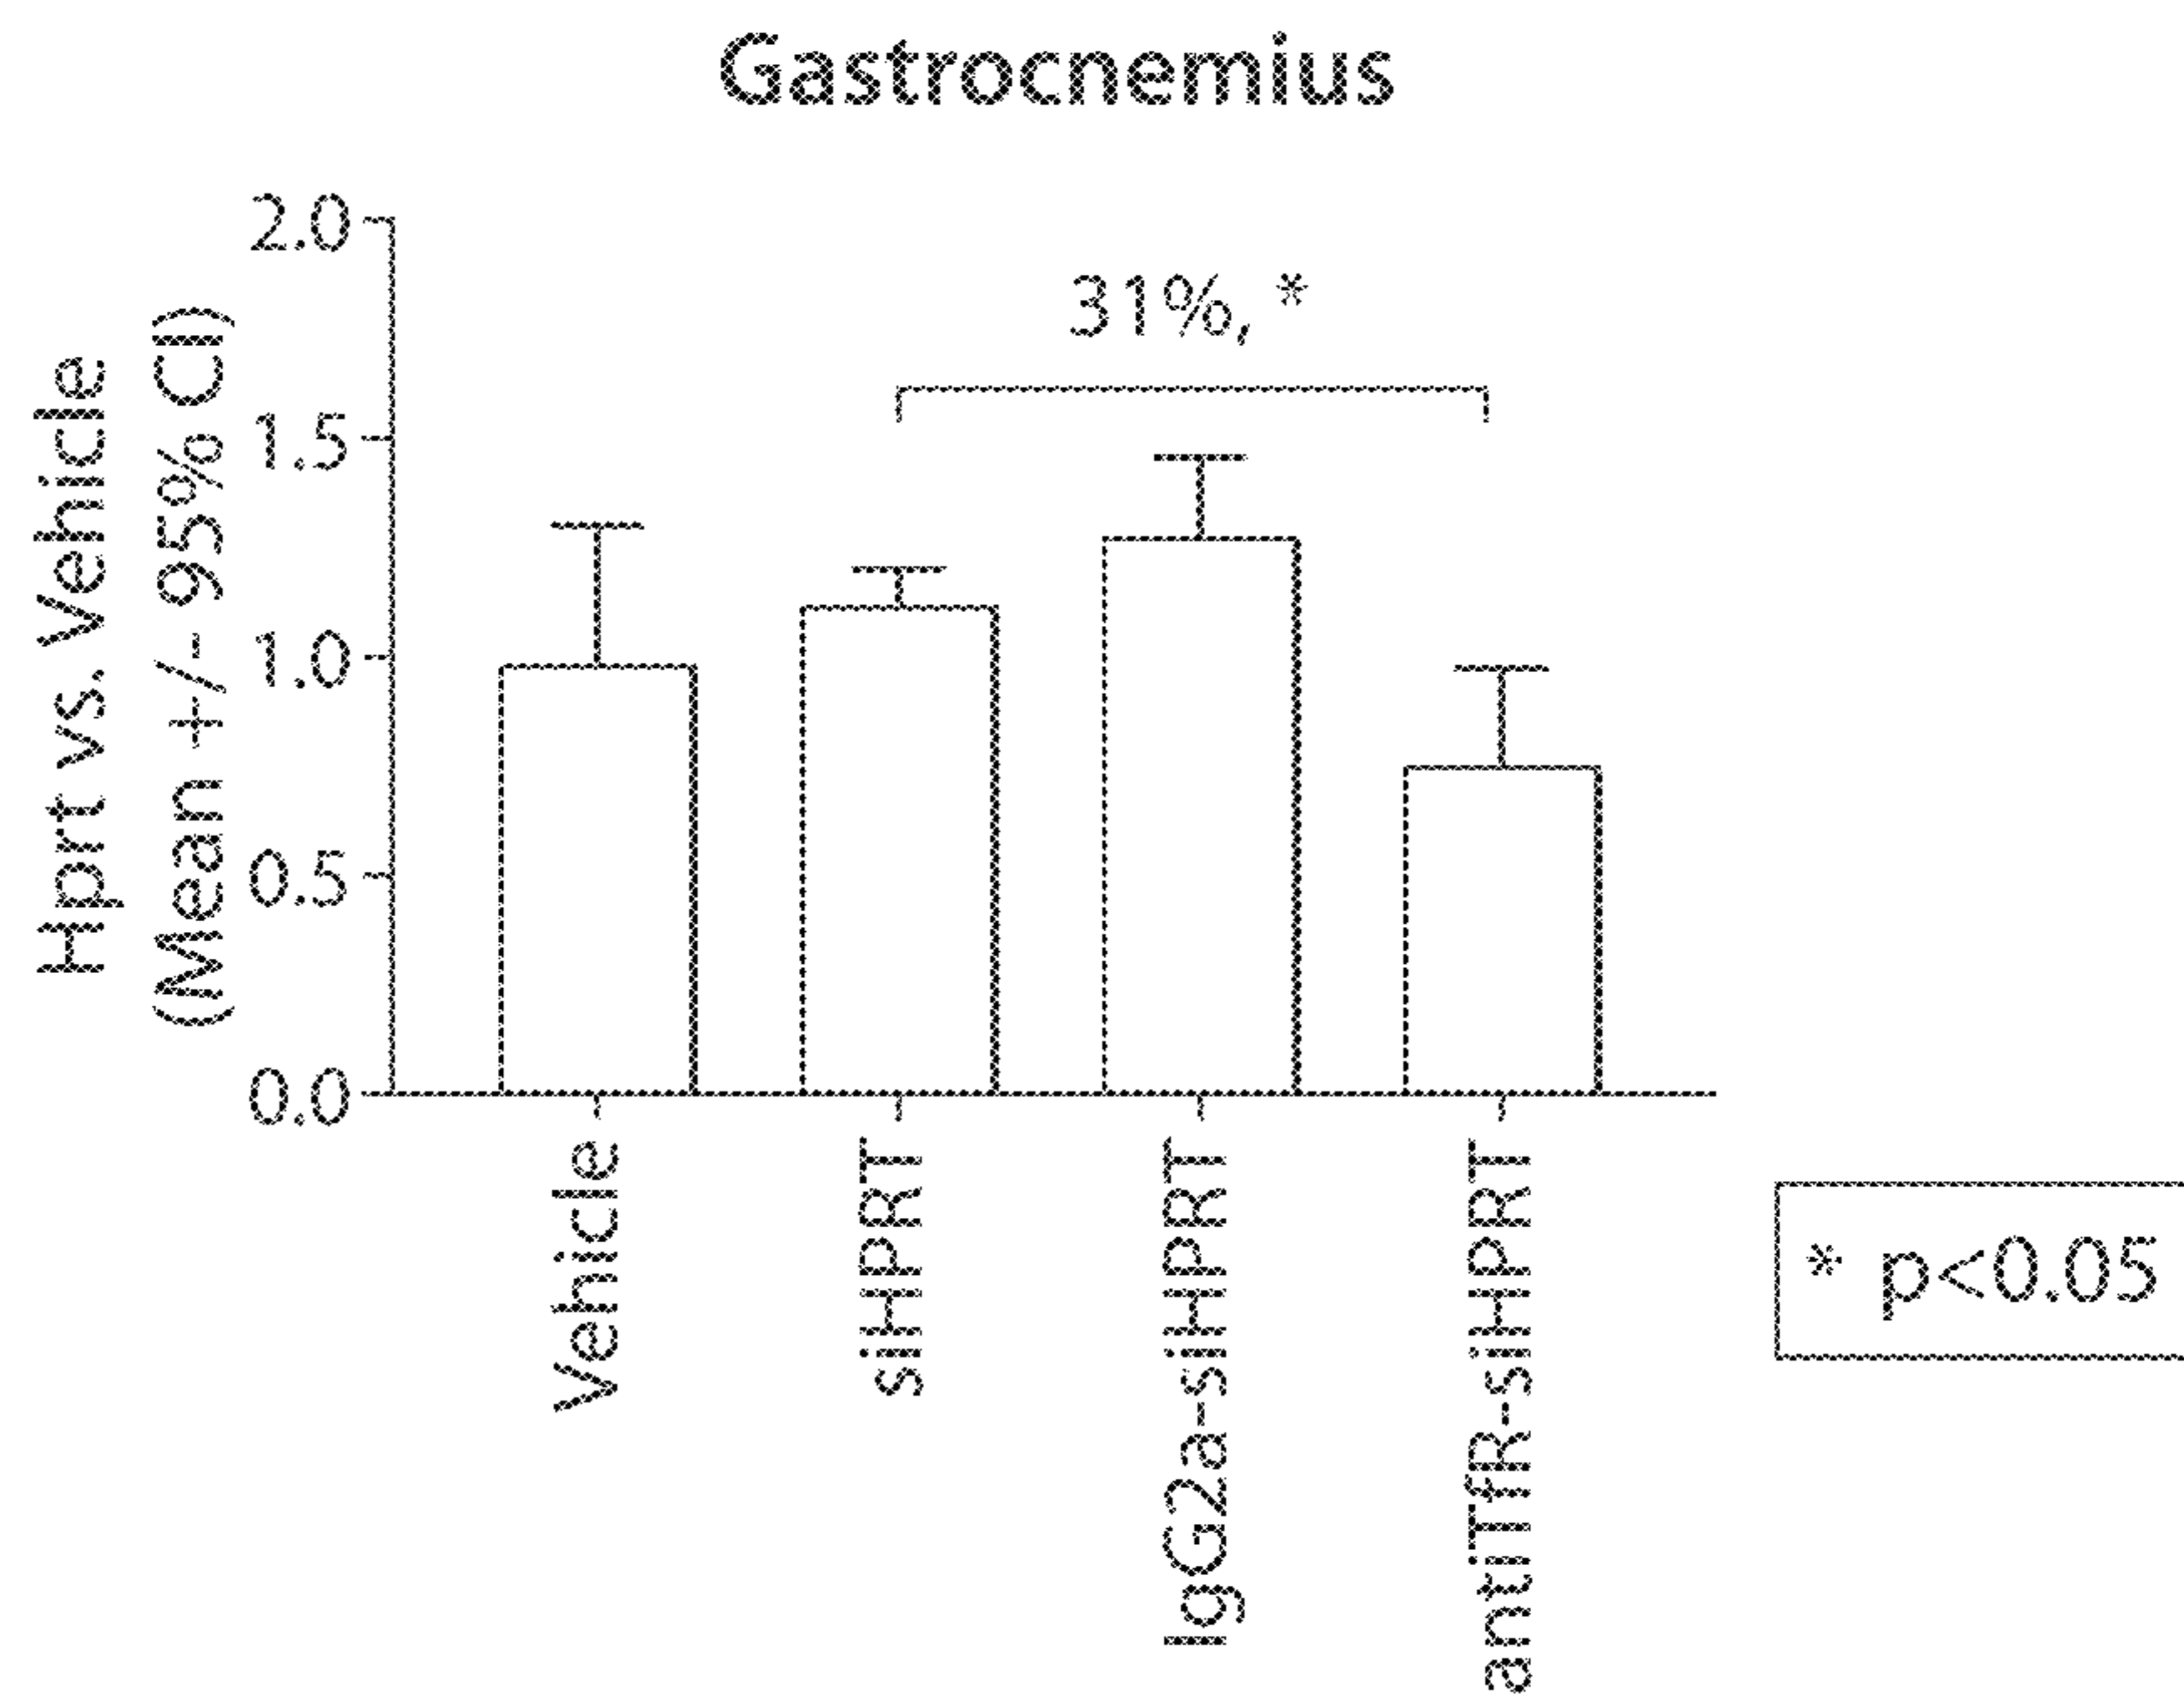 Gastrocnemius
Hprt vs. Vehicle
(Mean +/- 95% CI)
2.0
1.5
1.0
0.5
0.0
31%, *
Vehicle
siHPRT
IgG2a-siHPRT
antiTfR-siHPRT
* p<0.05